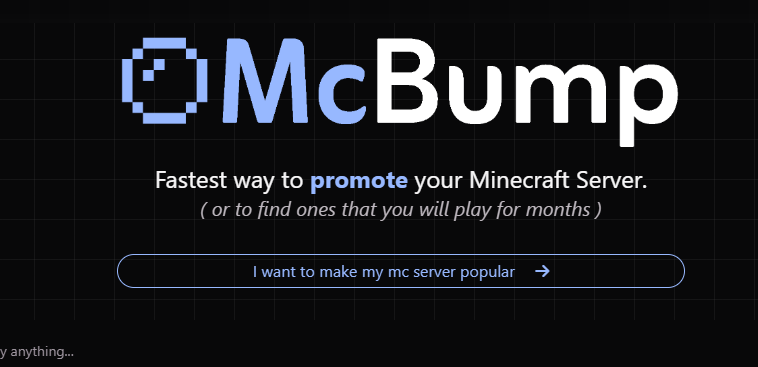 McBump
Fastest way to promote your Minecraft Server.
( or to find ones that you will play for months )
I want to make my mc server popular →
y anything...